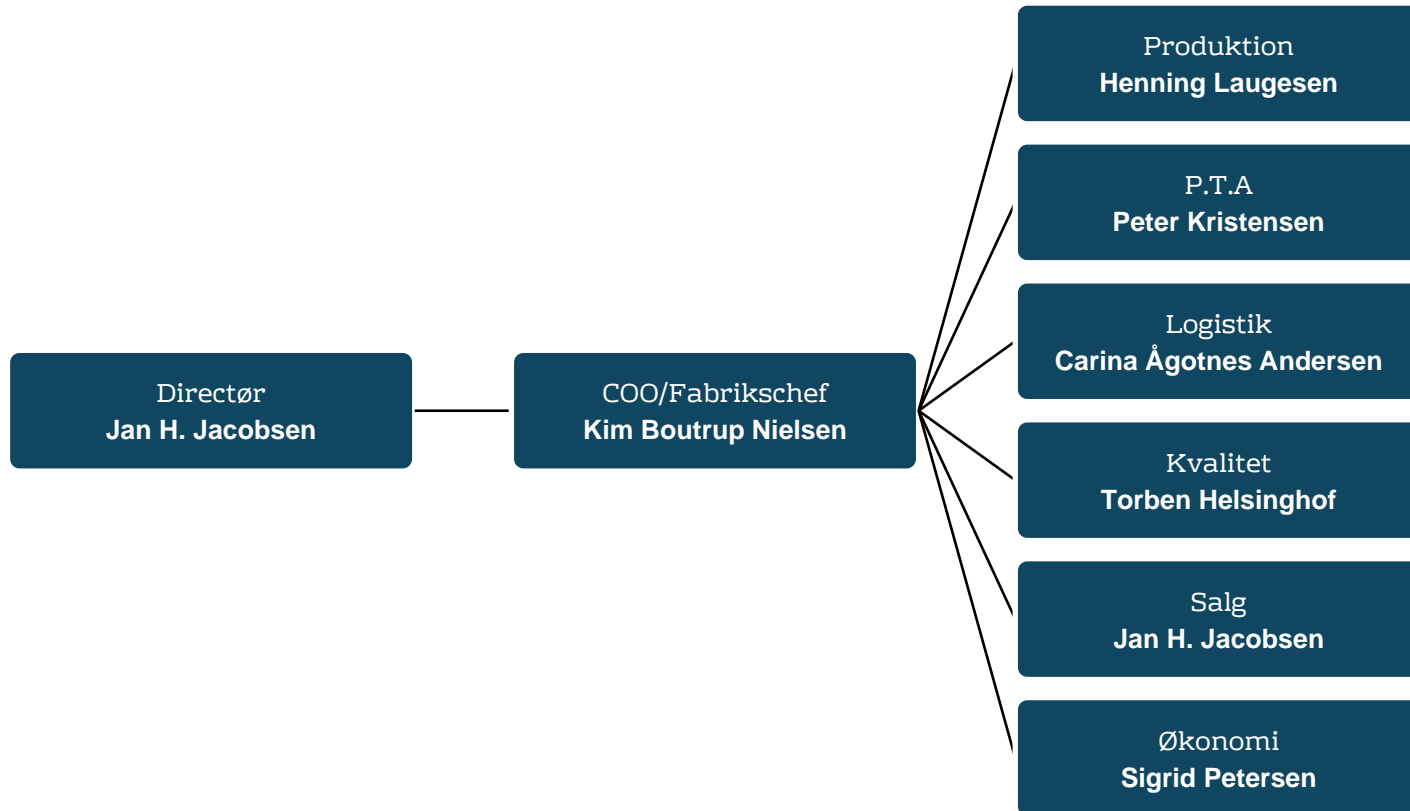 Directør
Jan H. Jacobsen
COO/Fabrikschef
Kim Boutrup Nielsen
Produktion
Henning Laugesen
P.T.A
Peter Kristensen
Logistik
Carina Ågotnes Andersen
Kvalitet
Torben Helsinghof
Salg
Jan H. Jacobsen
Økonomi
Sigrid Petersen